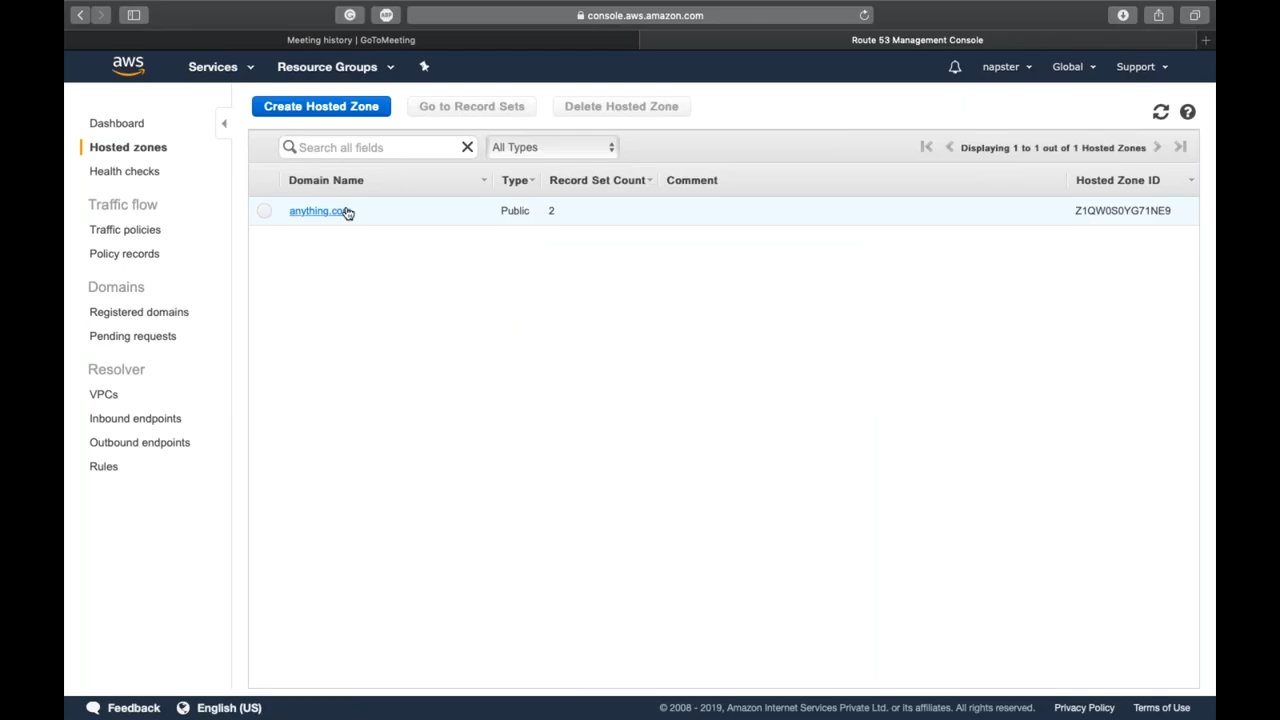 console.aws.amazon.com
Meeting history | GoToMeeting
Route 53 Management Console
aws
Services
Resource Groups
napster
Global
Support
Create Hosted Zone
Go to Record Sets
Delete Hosted Zone
Dashboard
Hosted zones
Health checks
Traffic flow
Traffic policies
Policy records
Domains
Registered domains
Pending requests
Resolver
VPCs
Inbound endpoints
Outbound endpoints
Rules
Search all fields
All Types
Displaying 1 to 1 out of 1 Hosted Zones
Domain Name
Type
Record Set Count
Comment
Hosted Zone ID
anything.co
Public
2
Z1QW0S0YG71NE9
Feedback
English (US)
© 2008 - 2019, Amazon Internet Services Private Ltd. or its affiliates. All rights reserved.
Privacy Policy
Terms of Use